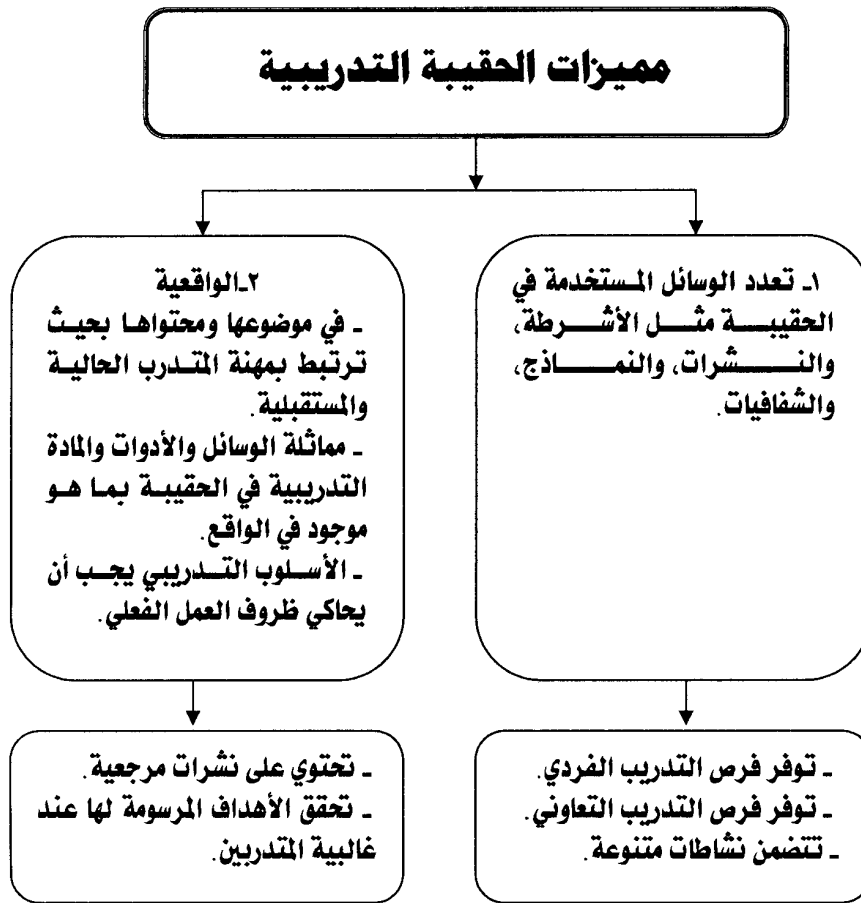 مميزات الحقيبة التدريبية
١ـ تعدد الوسائل المستخدمة في
الحقيبة مثل الأشرطة،
والنشرات، والنماذج،
والشفافيات.
٢ـ الواقعية
ـ في موضوعها ومحتواها بحيث
ترتبط بمهنة المتدرب الحالية
والمستقبلية.
ـ مماثلة الوسائل والأدوات والمادة
التدريبية في الحقيبة بما هو
موجود في الواقع.
ـ الأسلوب التدريبي يجب أن
يحاكي ظروف العمل الفعلي.
ـ توفر فرص التدريب الفردي.
ـ توفر فرص التدريب التعاوني.
ـ تتضمن نشاطات متنوعة.
ـ تحتوي على نشرات مرجعية.
ـ تحقق الأهداف المرسومة لها عند
غالبية المتدربين.